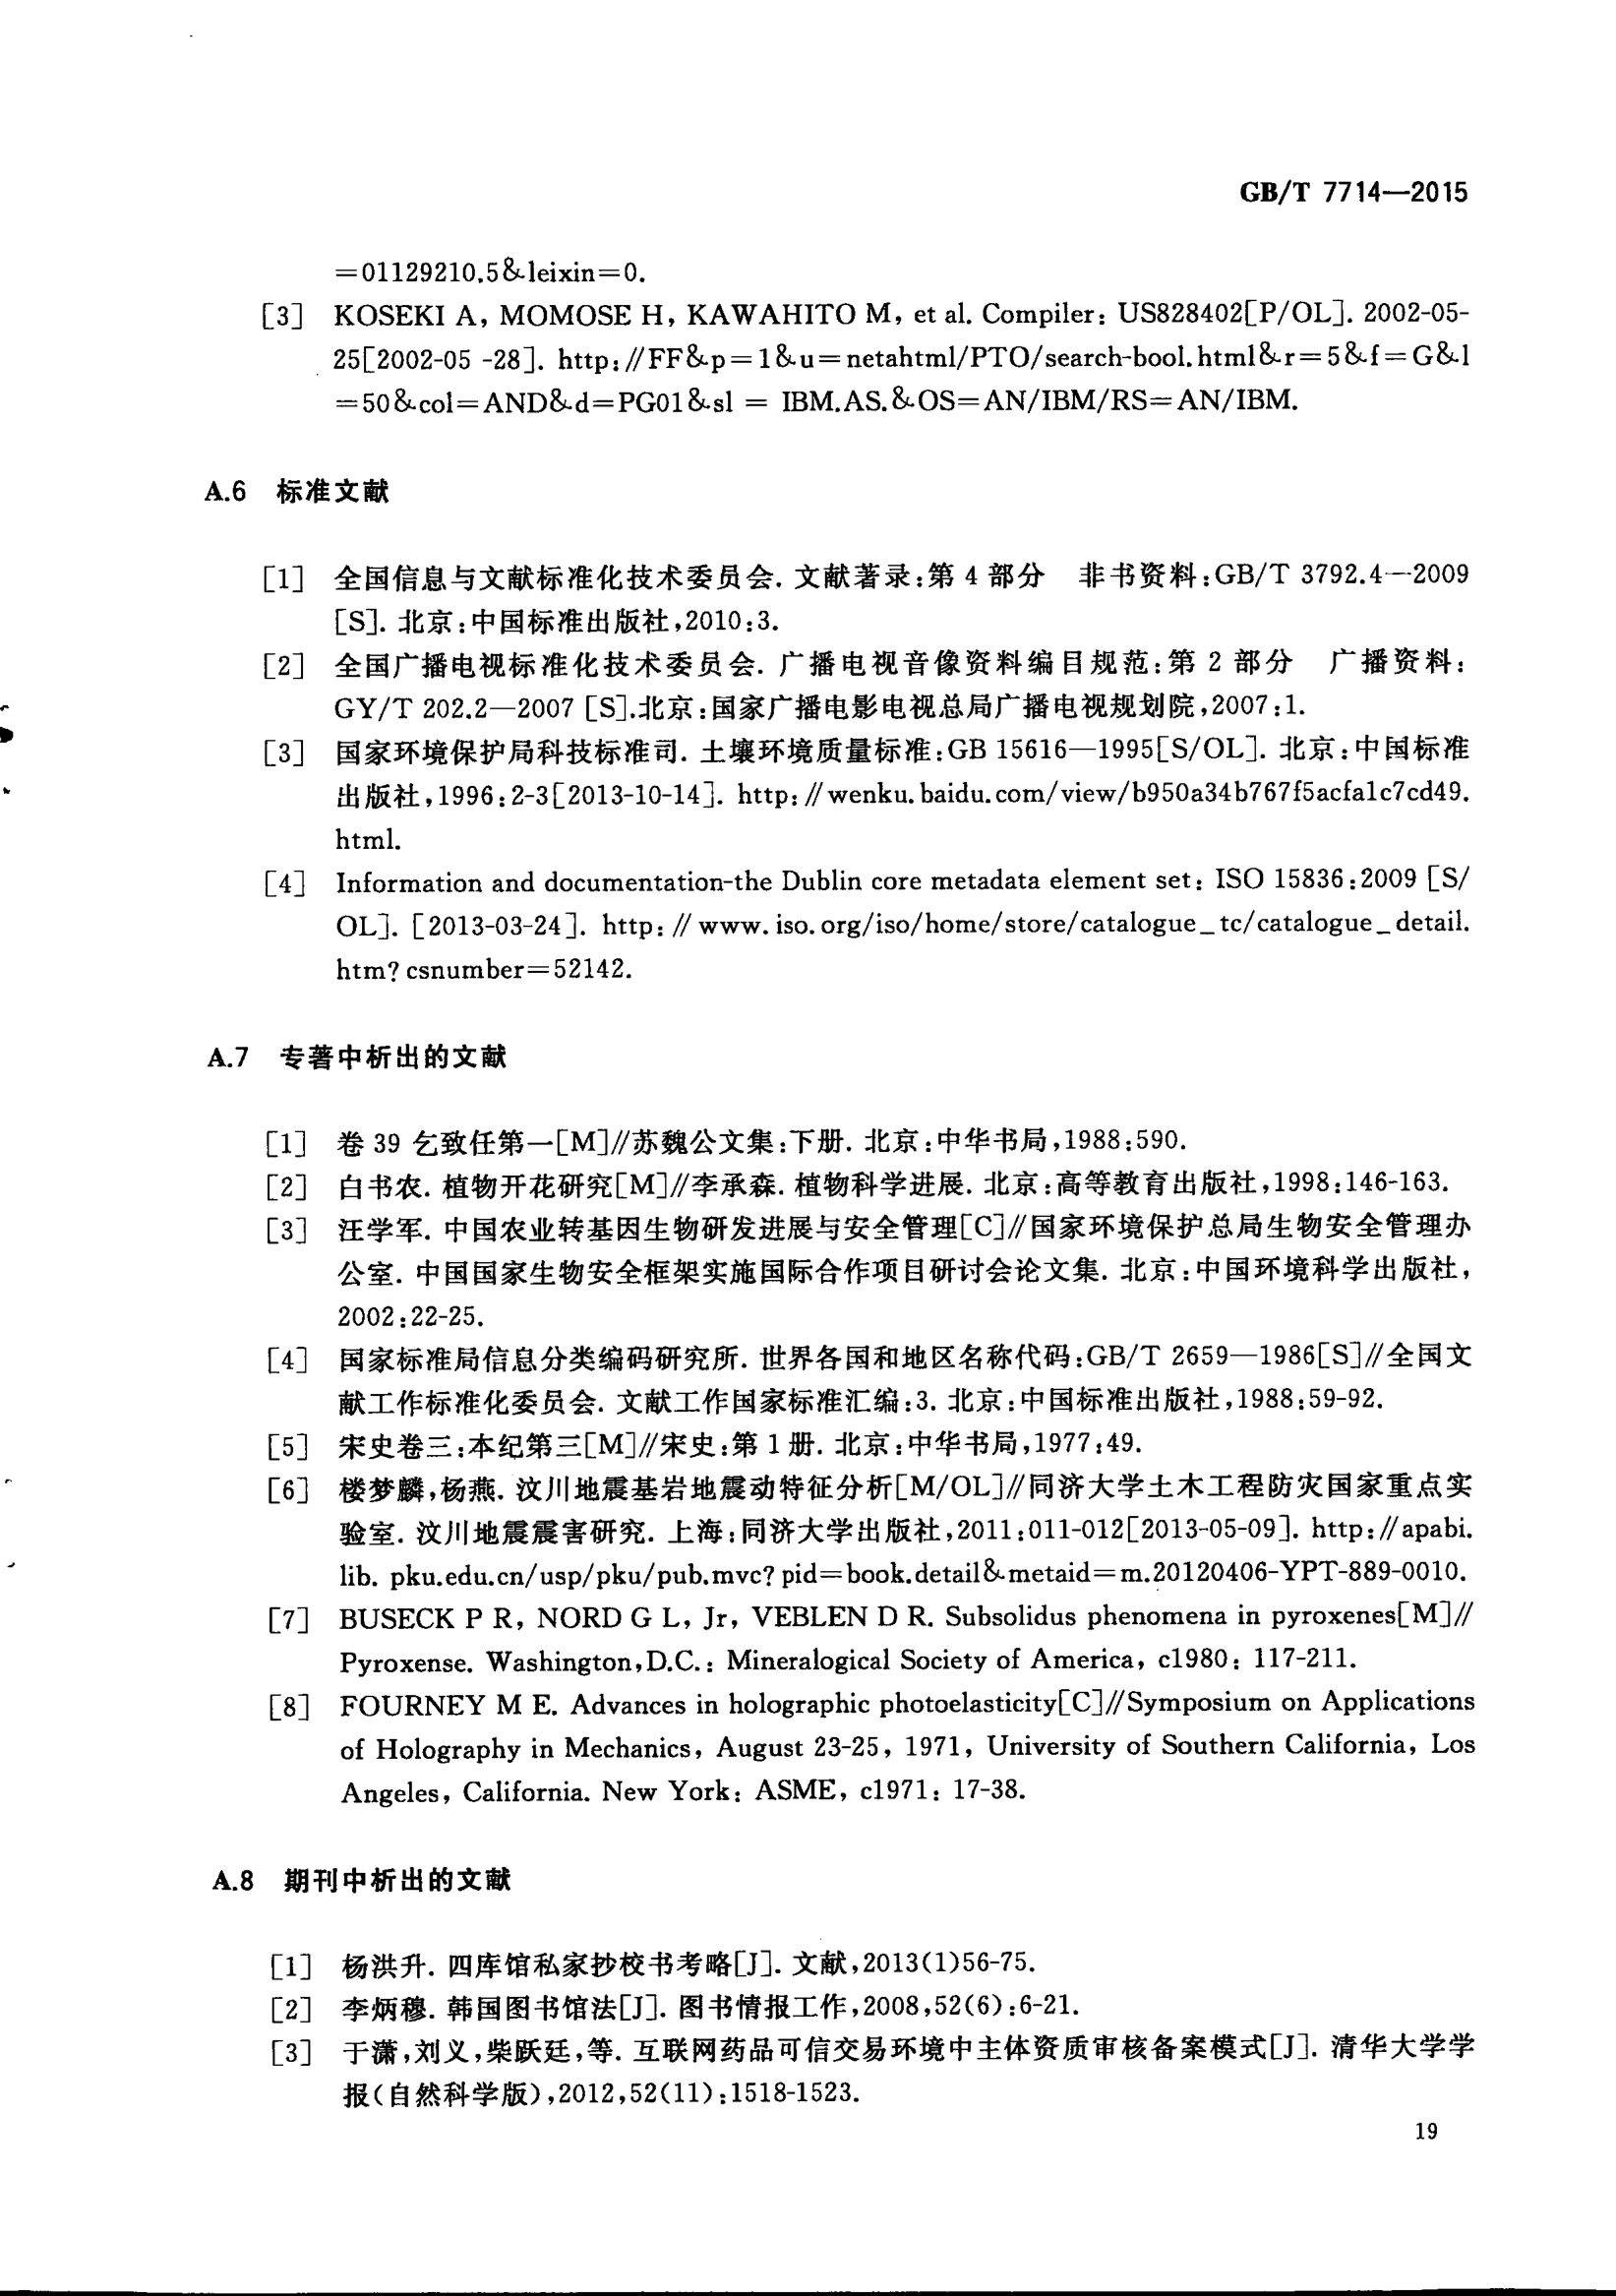 GB/T 7714—2015
=01129210.5&leixin=0.
[3] KOSEKI A, MOMOSE H, KAWAHITO M, et al. Compiler: US828402[P/OL]. 2002-05-
25[2002-05 -28]. http://FF&p=1&u=netahtml/PTO/search-bool.html&r=5&f=G&l
=50&col=AND&d=PG01&sl = IBM.AS.&OS=AN/IBM/RS=AN/IBM.
A.6 标准文献
[1] 全国信息与文献标准化技术委员会. 文献著录:第 4 部分　非书资料:GB/T 3792.4—2009
[S]. 北京:中国标准出版社,2010:3.
[2] 全国广播电视标准化技术委员会. 广播电视音像资料编目规范:第 2 部分　广播资料:
GY/T 202.2—2007 [S].北京:国家广播电影电视总局广播电视规划院,2007:1.
[3] 国家环境保护局科技标准司. 土壤环境质量标准:GB 15616—1995[S/OL]. 北京:中国标准
出版社,1996:2-3[2013-10-14]. http://wenku.baidu.com/view/b950a34b767f5acfa1c7cd49.
html.
[4] Information and documentation-the Dublin core metadata element set: ISO 15836:2009 [S/
OL]. [2013-03-24]. http://www.iso.org/iso/home/store/catalogue_tc/catalogue_detail.
htm? csnumber=52142.
A.7 专著中析出的文献
[1] 卷 39 乞致任第一[M]//苏魏公文集:下册. 北京:中华书局,1988:590.
[2] 白书农. 植物开花研究[M]//李承森. 植物科学进展. 北京:高等教育出版社,1998:146-163.
[3] 汪学军. 中国农业转基因生物研发进展与安全管理[C]//国家环境保护总局生物安全管理办
公室. 中国国家生物安全框架实施国际合作项目研讨会论文集. 北京:中国环境科学出版社,
2002:22-25.
[4] 国家标准局信息分类编码研究所. 世界各国和地区名称代码:GB/T 2659—1986[S]//全国文
献工作标准化委员会. 文献工作国家标准汇编:3. 北京:中国标准出版社,1988:59-92.
[5] 宋史卷三:本纪第三[M]//宋史:第 1 册. 北京:中华书局,1977:49.
[6] 楼梦麟,杨燕. 汶川地震基岩地震动特征分析[M/OL]//同济大学土木工程防灾国家重点实
验室. 汶川地震震害研究. 上海:同济大学出版社,2011:011-012[2013-05-09]. http://apabi.
lib. pku.edu.cn/usp/pku/pub.mvc? pid=book.detail&metaid=m.20120406-YPT-889-0010.
[7] BUSECK P R, NORD G L, Jr, VEBLEN D R. Subsolidus phenomena in pyroxenes[M]//
Pyroxense. Washington,D.C.: Mineralogical Society of America, c1980: 117-211.
[8] FOURNEY M E. Advances in holographic photoelasticity[C]//Symposium on Applications
of Holography in Mechanics, August 23-25, 1971, University of Southern California, Los
Angeles, California. New York: ASME, c1971: 17-38.
A.8 期刊中析出的文献
[1] 杨洪升. 四库馆私家抄校书考略[J]. 文献,2013(1)56-75.
[2] 李炳穆. 韩国图书馆法[J]. 图书情报工作,2008,52(6):6-21.
[3] 于潇,刘义,柴跃廷,等. 互联网药品可信交易环境中主体资质审核备案模式[J]. 清华大学学
报(自然科学版),2012,52(11):1518-1523.
19